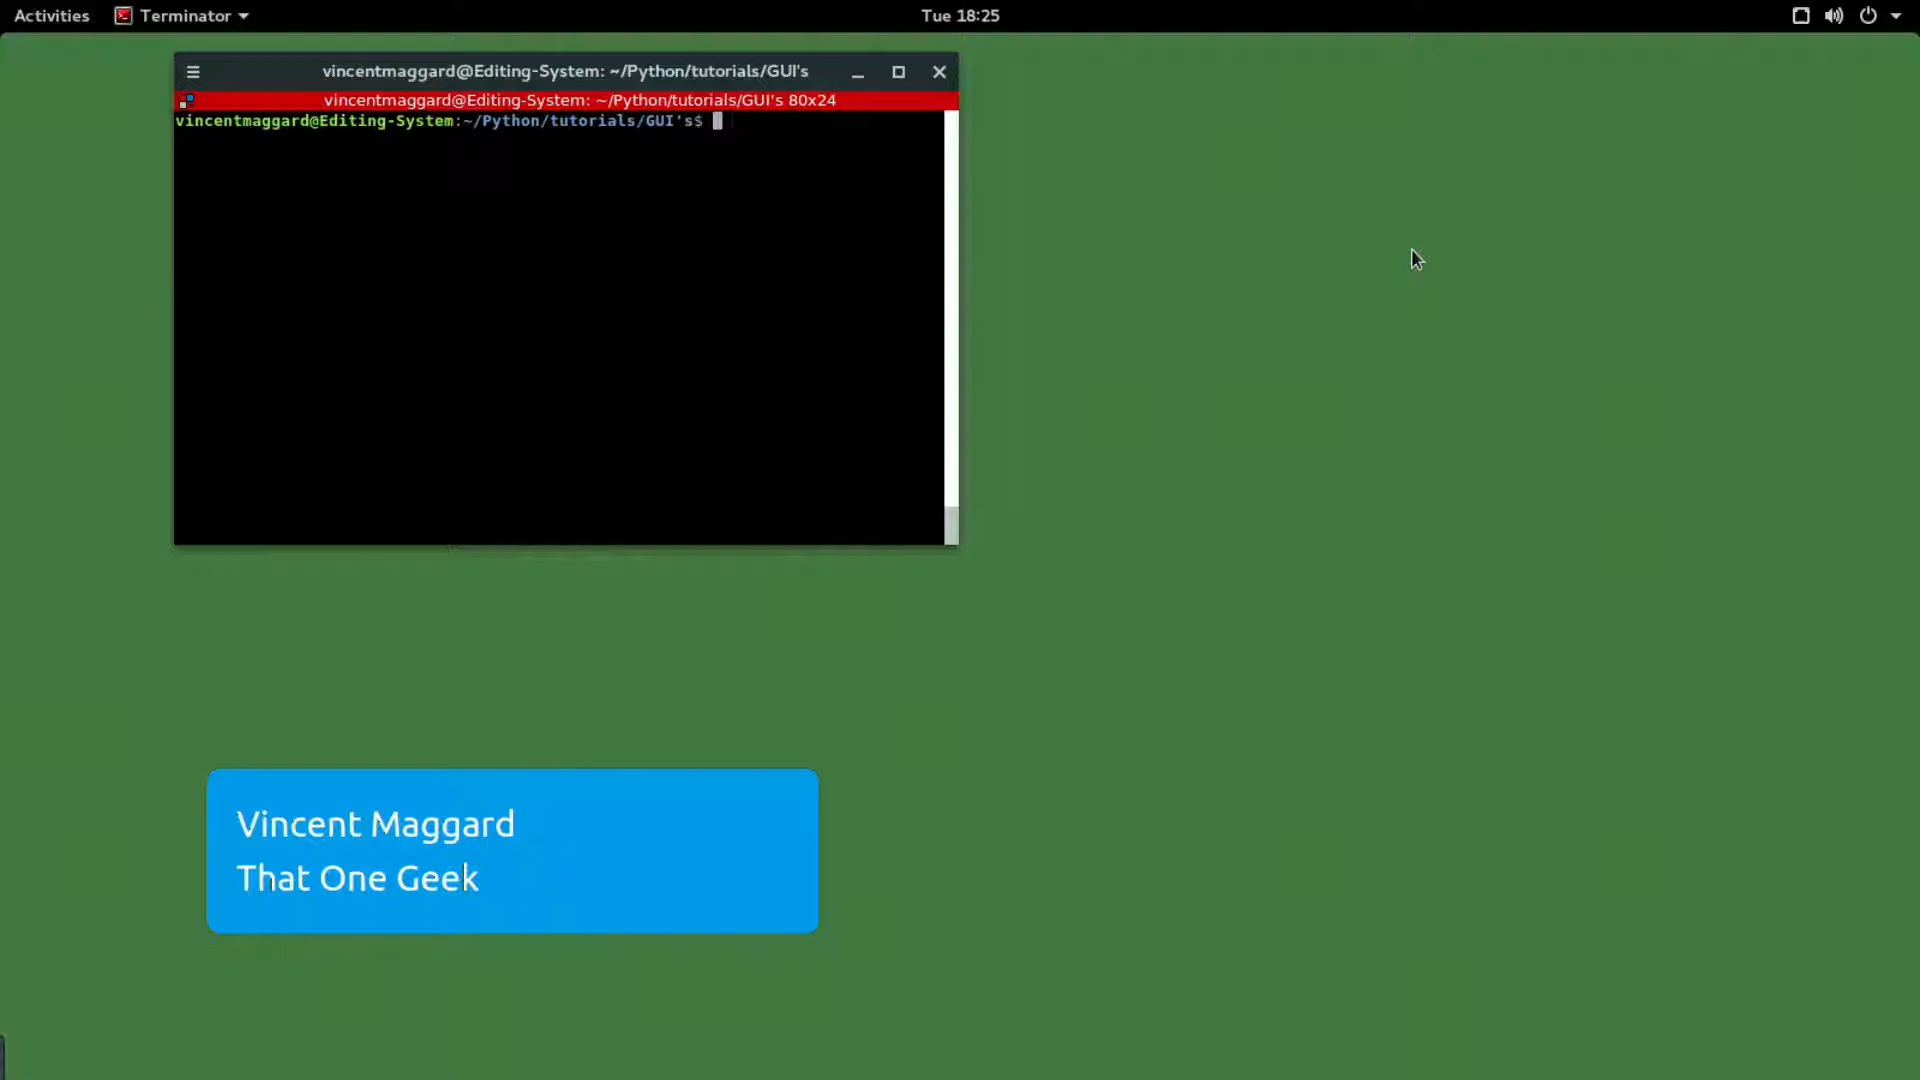 Activities
Terminator
Tue 18:25
vincentmaggard@Editing-System: ~/Python/tutorials/GUI's
vincentmaggard@Editing-System: ~/Python/tutorials/GUI's 80x24
vincentmaggard@Editing-System:~/Python/tutorials/GUI's$
Vincent Maggard
That One Geek